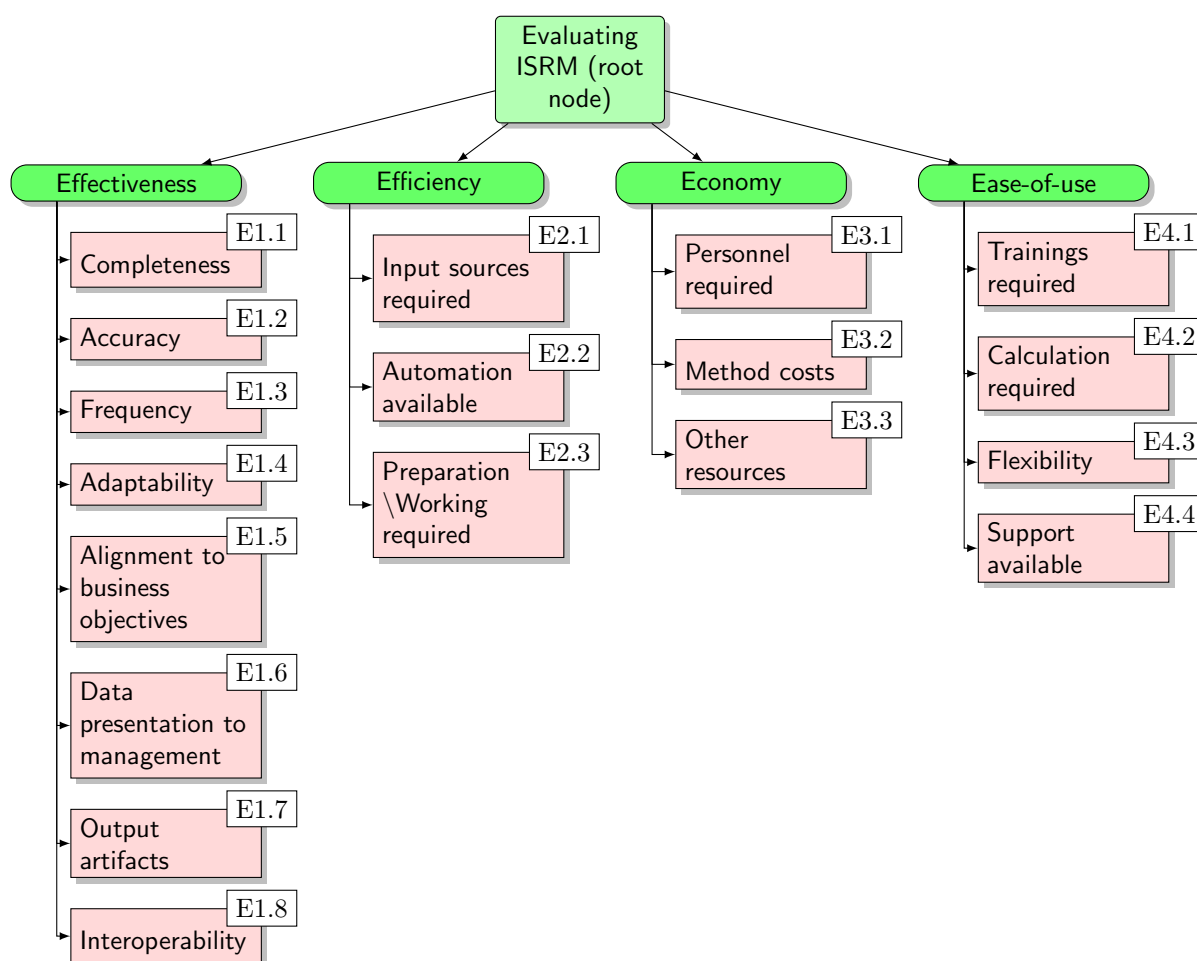 Evaluating
ISRM (root
node)
Effectiveness
E1.1
Completeness
E1.2
Accuracy
E1.3
Frequency
E1.4
Adaptability
E1.5
Alignment to
business
objectives
E1.6
Data
presentation to
management
E1.7
Output
artifacts
E1.8
Interoperability
Efficiency
E2.1
Input sources
required
E2.2
Automation
available
E2.3
Preparation
\Working
required
Economy
E3.1
Personnel
required
E3.2
Method costs
E3.3
Other
resources
Ease-of-use
E4.1
Trainings
required
E4.2
Calculation
required
E4.3
Flexibility
E4.4
Support
available